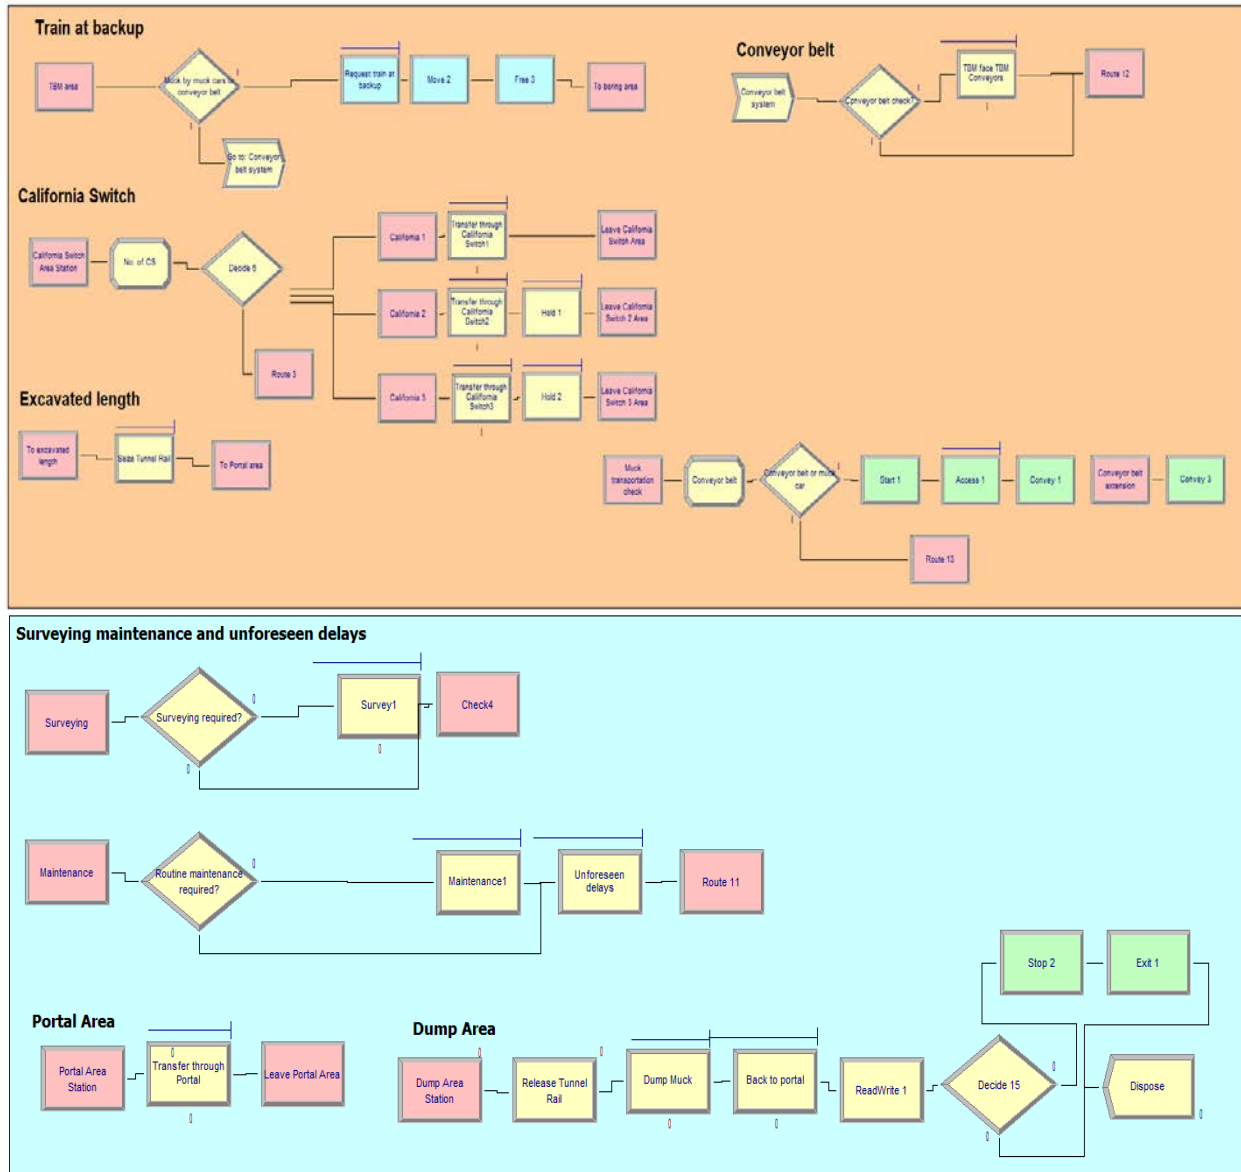 Train at backup
TBM area
Muck by muck cars or
conveyor belt
Request train at
backup
Move 2
Free 3
To boring area
Go to: Conveyor
belt system
Conveyor belt
Conveyor belt
system
Conveyor belt check?
TBM face TBM
Conveyors
Route 12
California Switch
California Switch
Area Station
No. of CS
Decide 6
Route 3
California 1
Transfer through
California
Switch1
Leave California
Switch Area
California 2
Transfer through
California
Switch2
Hold 1
Leave California
Switch 2 Area
California 3
Transfer through
California
Switch3
Hold 2
Leave California
Switch 3 Area
Excavated length
To excavated
length
Seize Tunnel Rail
To Portal area
Muck
transportation
check
Conveyor belt
Conveyor belt or muck
car
Start 1
Access 1
Convey 1
Conveyor belt
extension
Convey 3
Route 13
Surveying maintenance and unforeseen delays
Surveying
Surveying required?
Survey1
Check4
Maintenance
Routine maintenance
required?
Maintenance1
Unforeseen
delays
Route 11
Portal Area
Portal Area
Station
Transfer through
Portal
Leave Portal Area
Dump Area
Dump Area
Station
Release Tunnel
Rail
Dump Muck
Back to portal
ReadWrite 1
Decide 15
Stop 2
Exit 1
Dispose